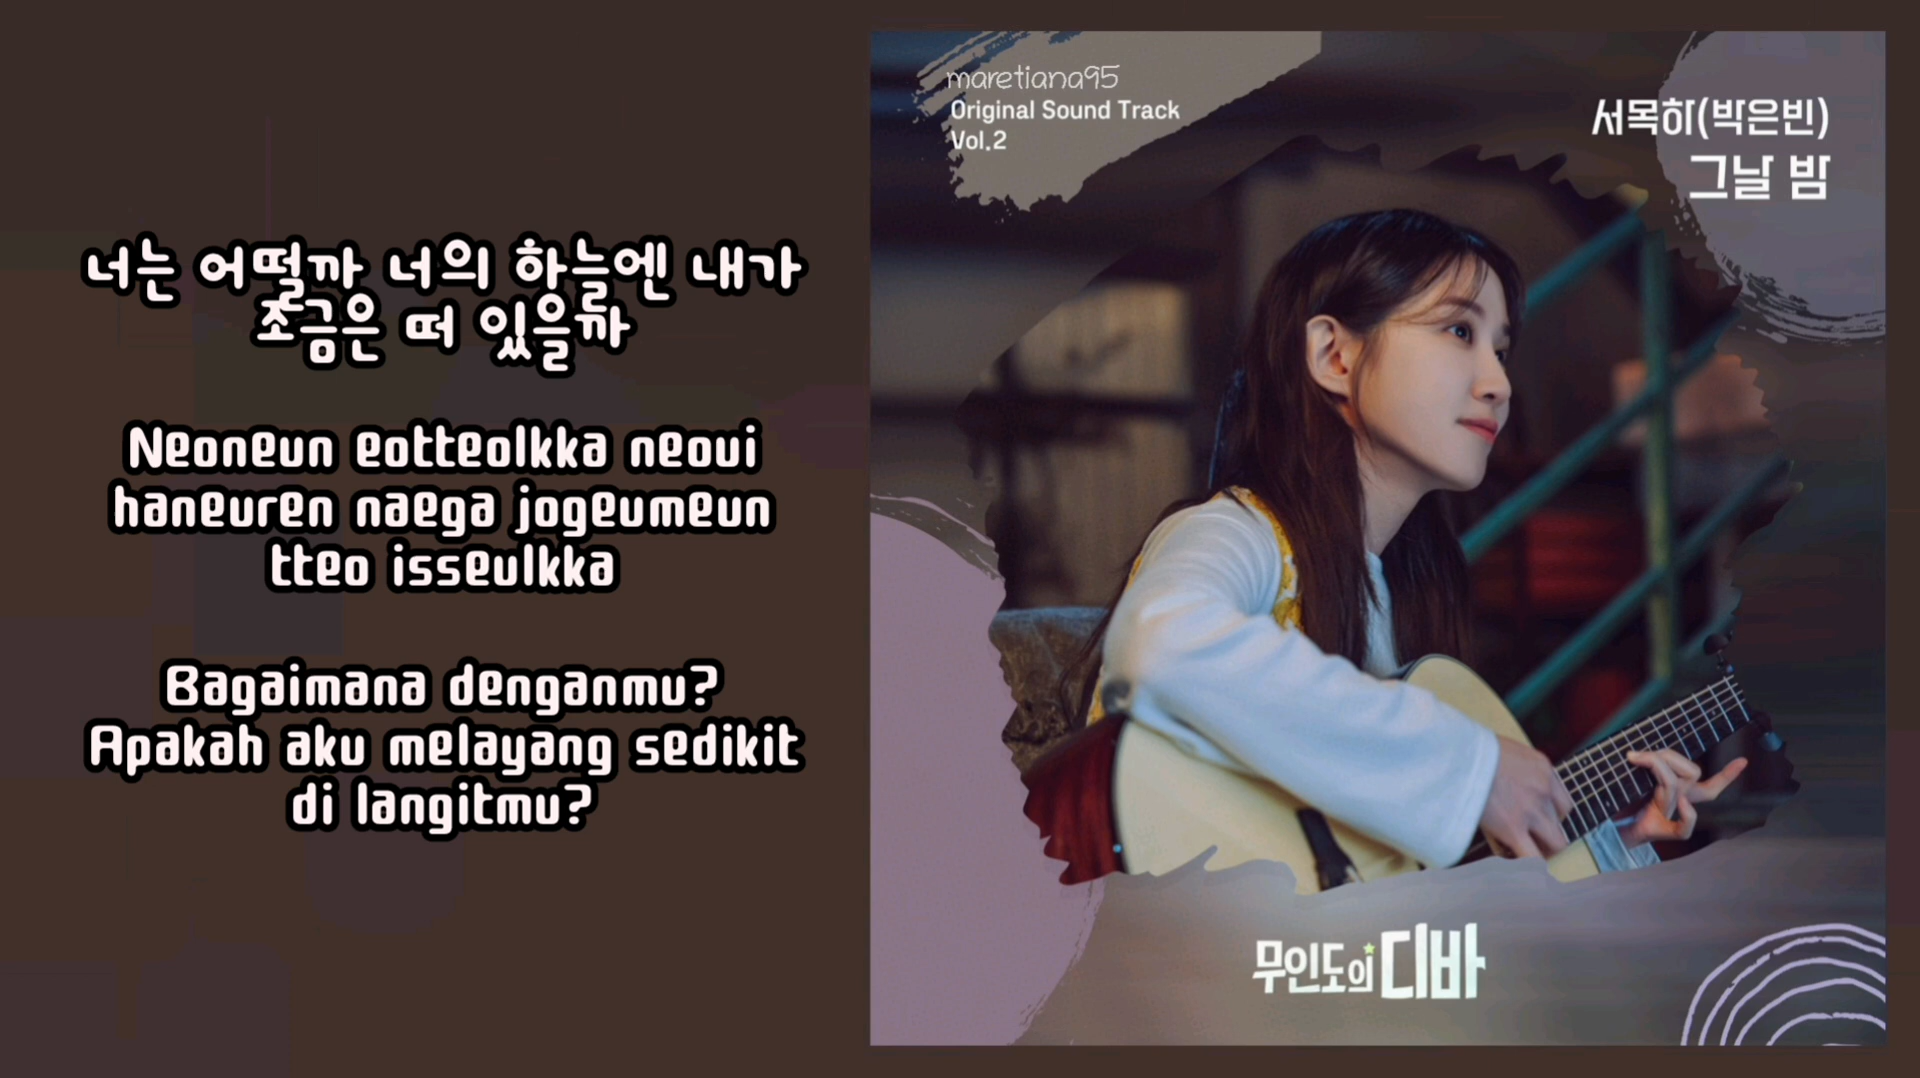 너는 어떨까 너의 하늘엔 내가
조금은 떠 있을까
Neoneun eotteolkka neoui
haneuren naega jogeumeun
tteo isseulkka
Bagaimana denganmu?
Apakah aku melayang sedikit
di langitmu?
maretiana95
Original Sound Track
Vol.2
서목하(박은빈)
그날 밤
무인도의 디바